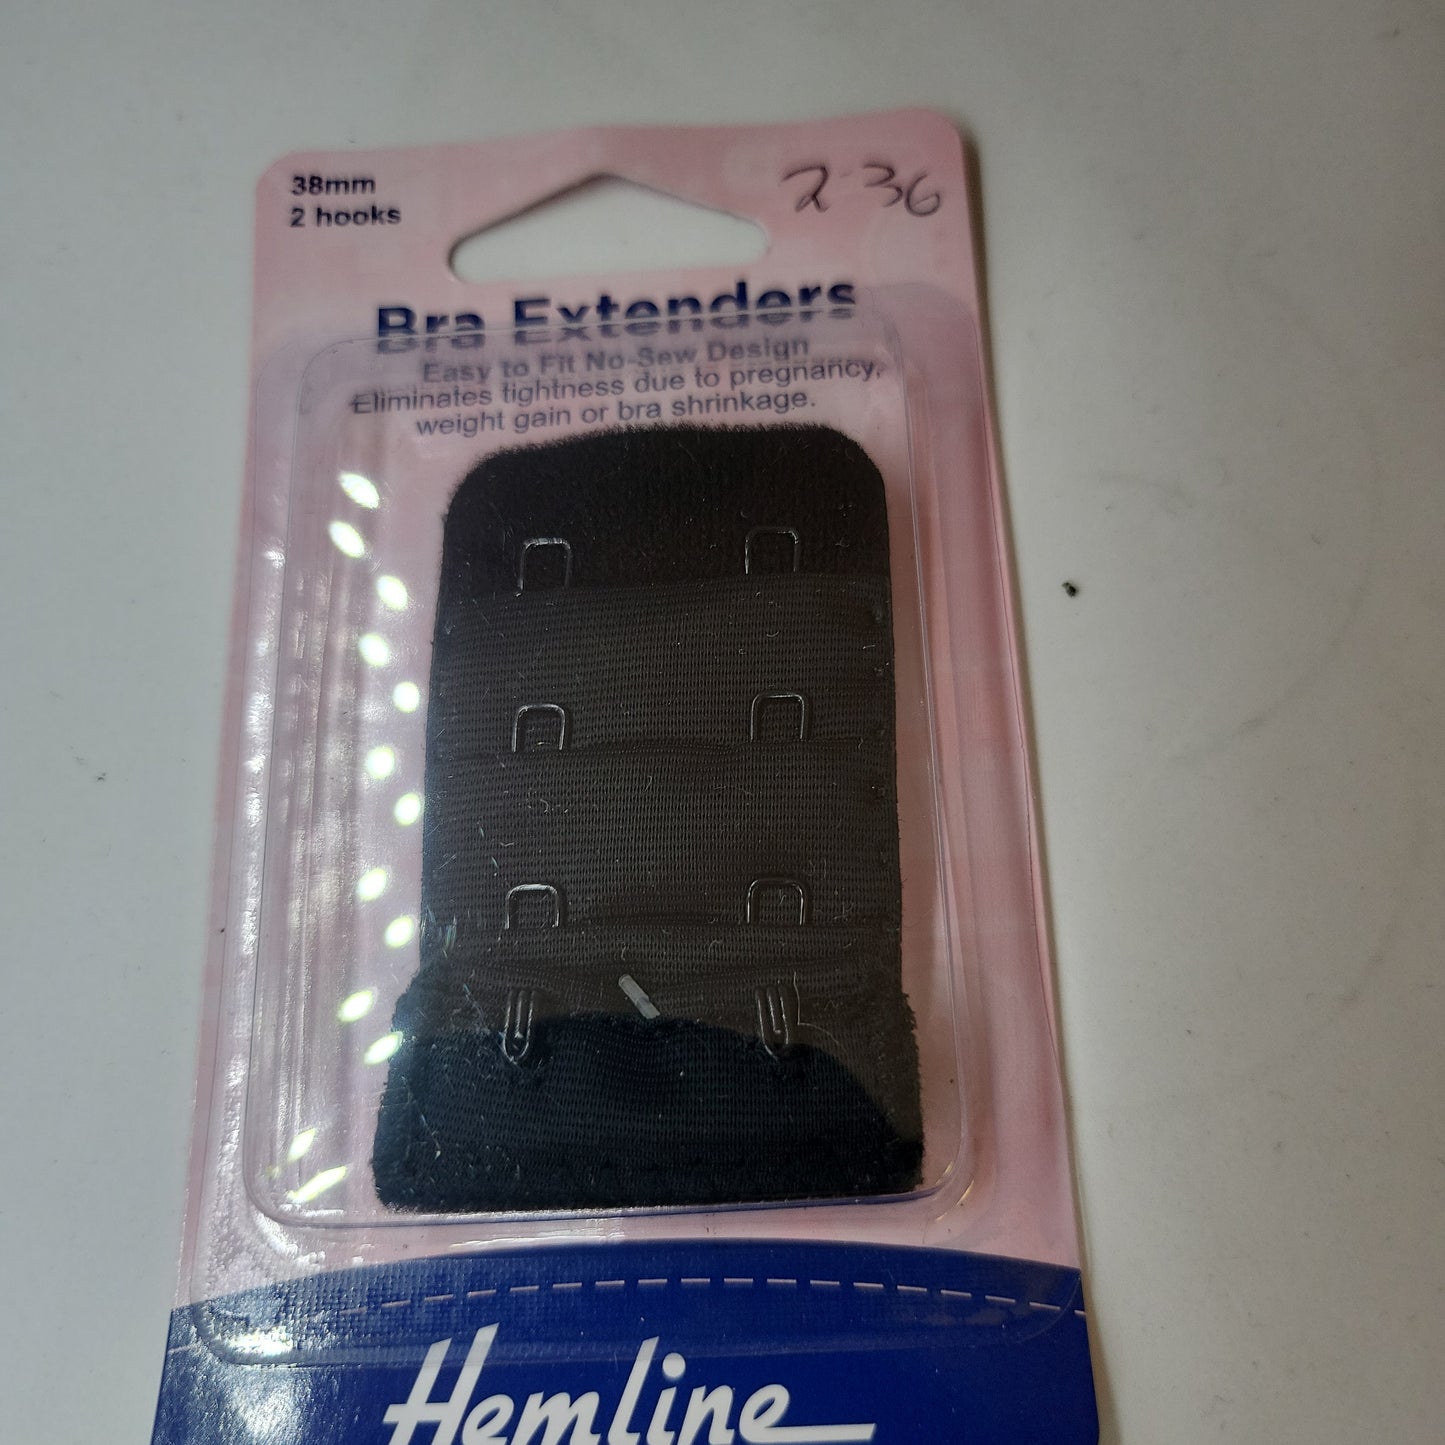 38mm
2 hooks
2-36
Bra Extenders
Easy to Fit No-Sew Design
Eliminates tightness due to pregnancy,
weight gain or bra shrinkage.
Hemline